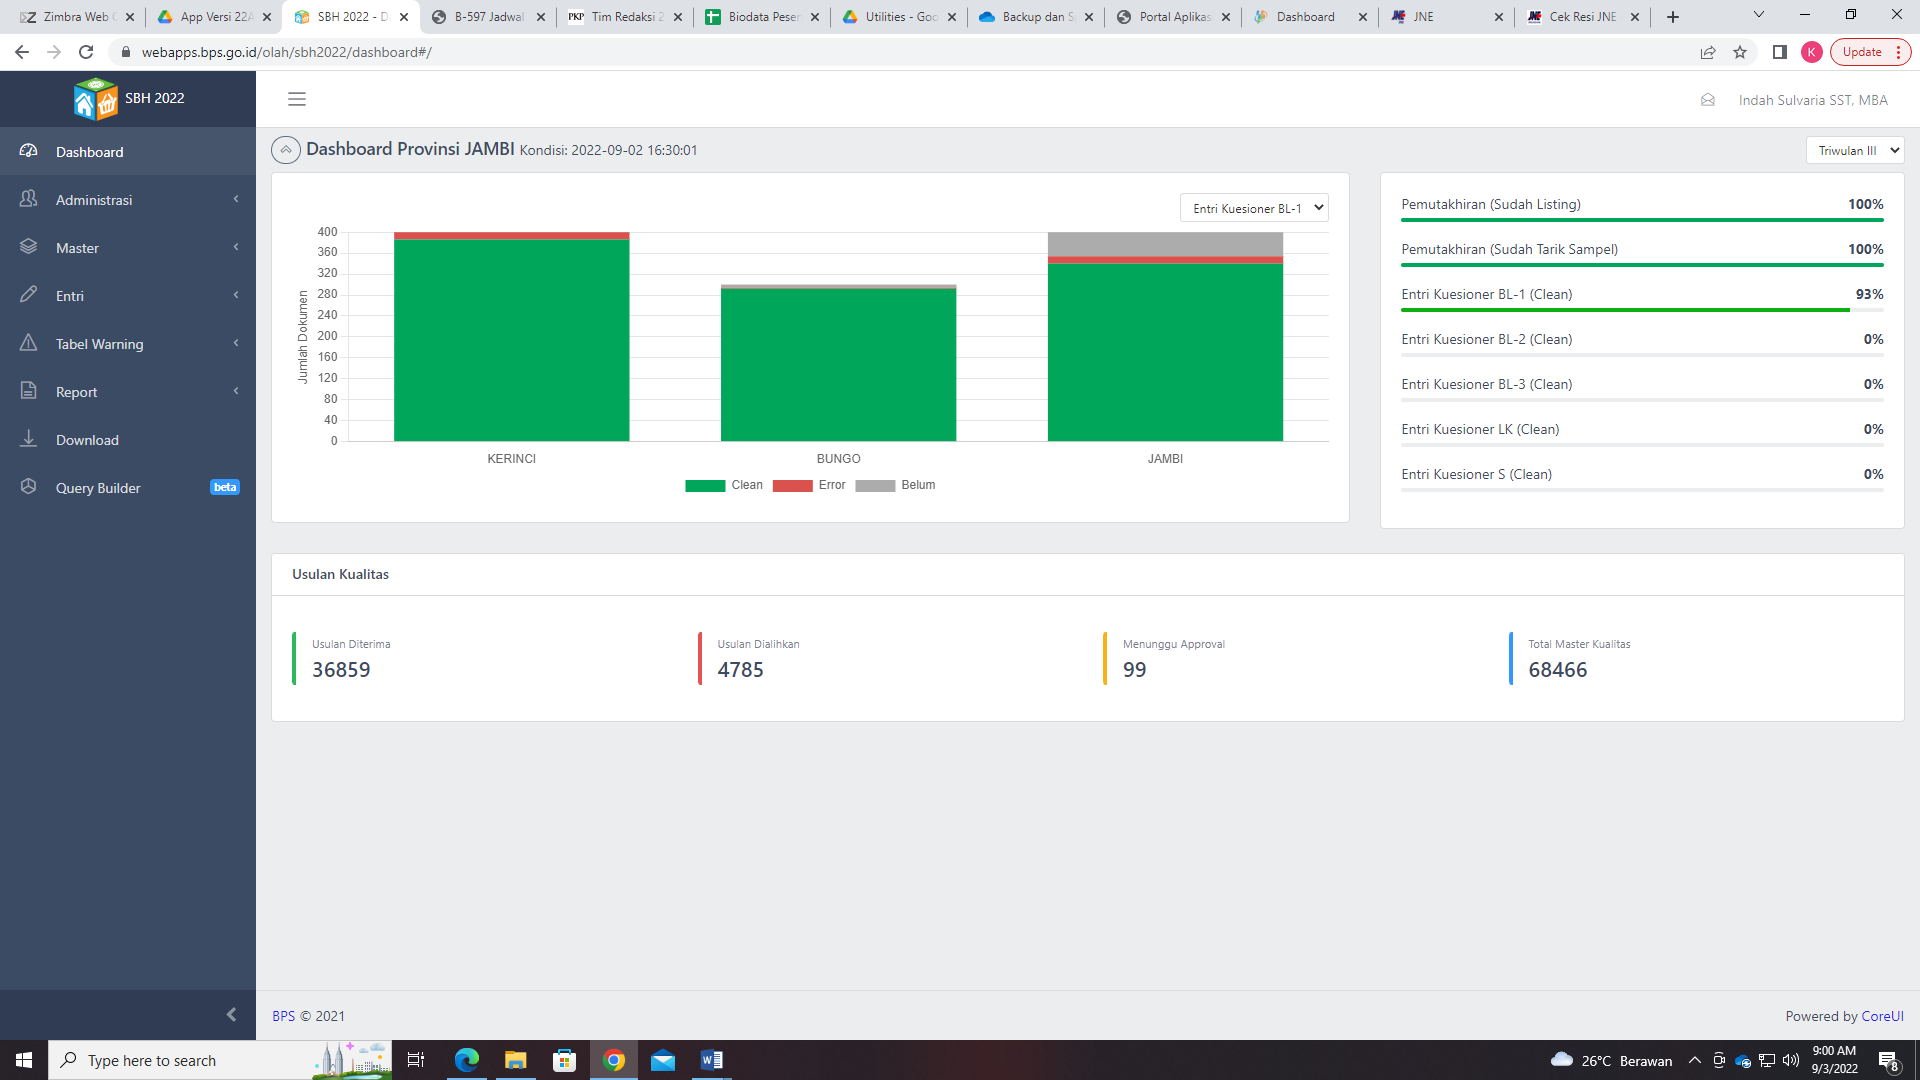 Zimbra Web C
App Versi 22A
SBH 2022 - D
B-597 Jadwal
PKP Tim Redaksi 2
Biodata Peser
Utilities - Goo
Backup dan S
Portal Aplikas
Dashboard
JNE
Cek Resi JNE
webapps.bps.go.id/olah/sbh2022/dashboard#/
K
Update
SBH 2022
Indah Sulvaria SST, MBA
Dashboard
Administrasi
Master
Entri
Tabel Warning
Report
Download
Query Builder beta
Dashboard Provinsi JAMBI Kondisi: 2022-09-02 16:30:01
Triwulan III
Entri Kuesioner BL-1
Jumlah Dokumen
400
360
320
280
240
200
160
120
80
40
0
KERINCI BUNGO JAMBI
Clean Error Belum
Pemutakhiran (Sudah Listing) 100%
Pemutakhiran (Sudah Tarik Sampel) 100%
Entri Kuesioner BL-1 (Clean) 93%
Entri Kuesioner BL-2 (Clean) 0%
Entri Kuesioner BL-3 (Clean) 0%
Entri Kuesioner LK (Clean) 0%
Entri Kuesioner S (Clean) 0%
Usulan Kualitas
Usulan Diterima
36859
Usulan Dialihkan
4785
Menunggu Approval
99
Total Master Kualitas
68466
BPS © 2021
Powered by CoreUI
Type here to search
26°C Berawan
9:00 AM
9/3/2022
8